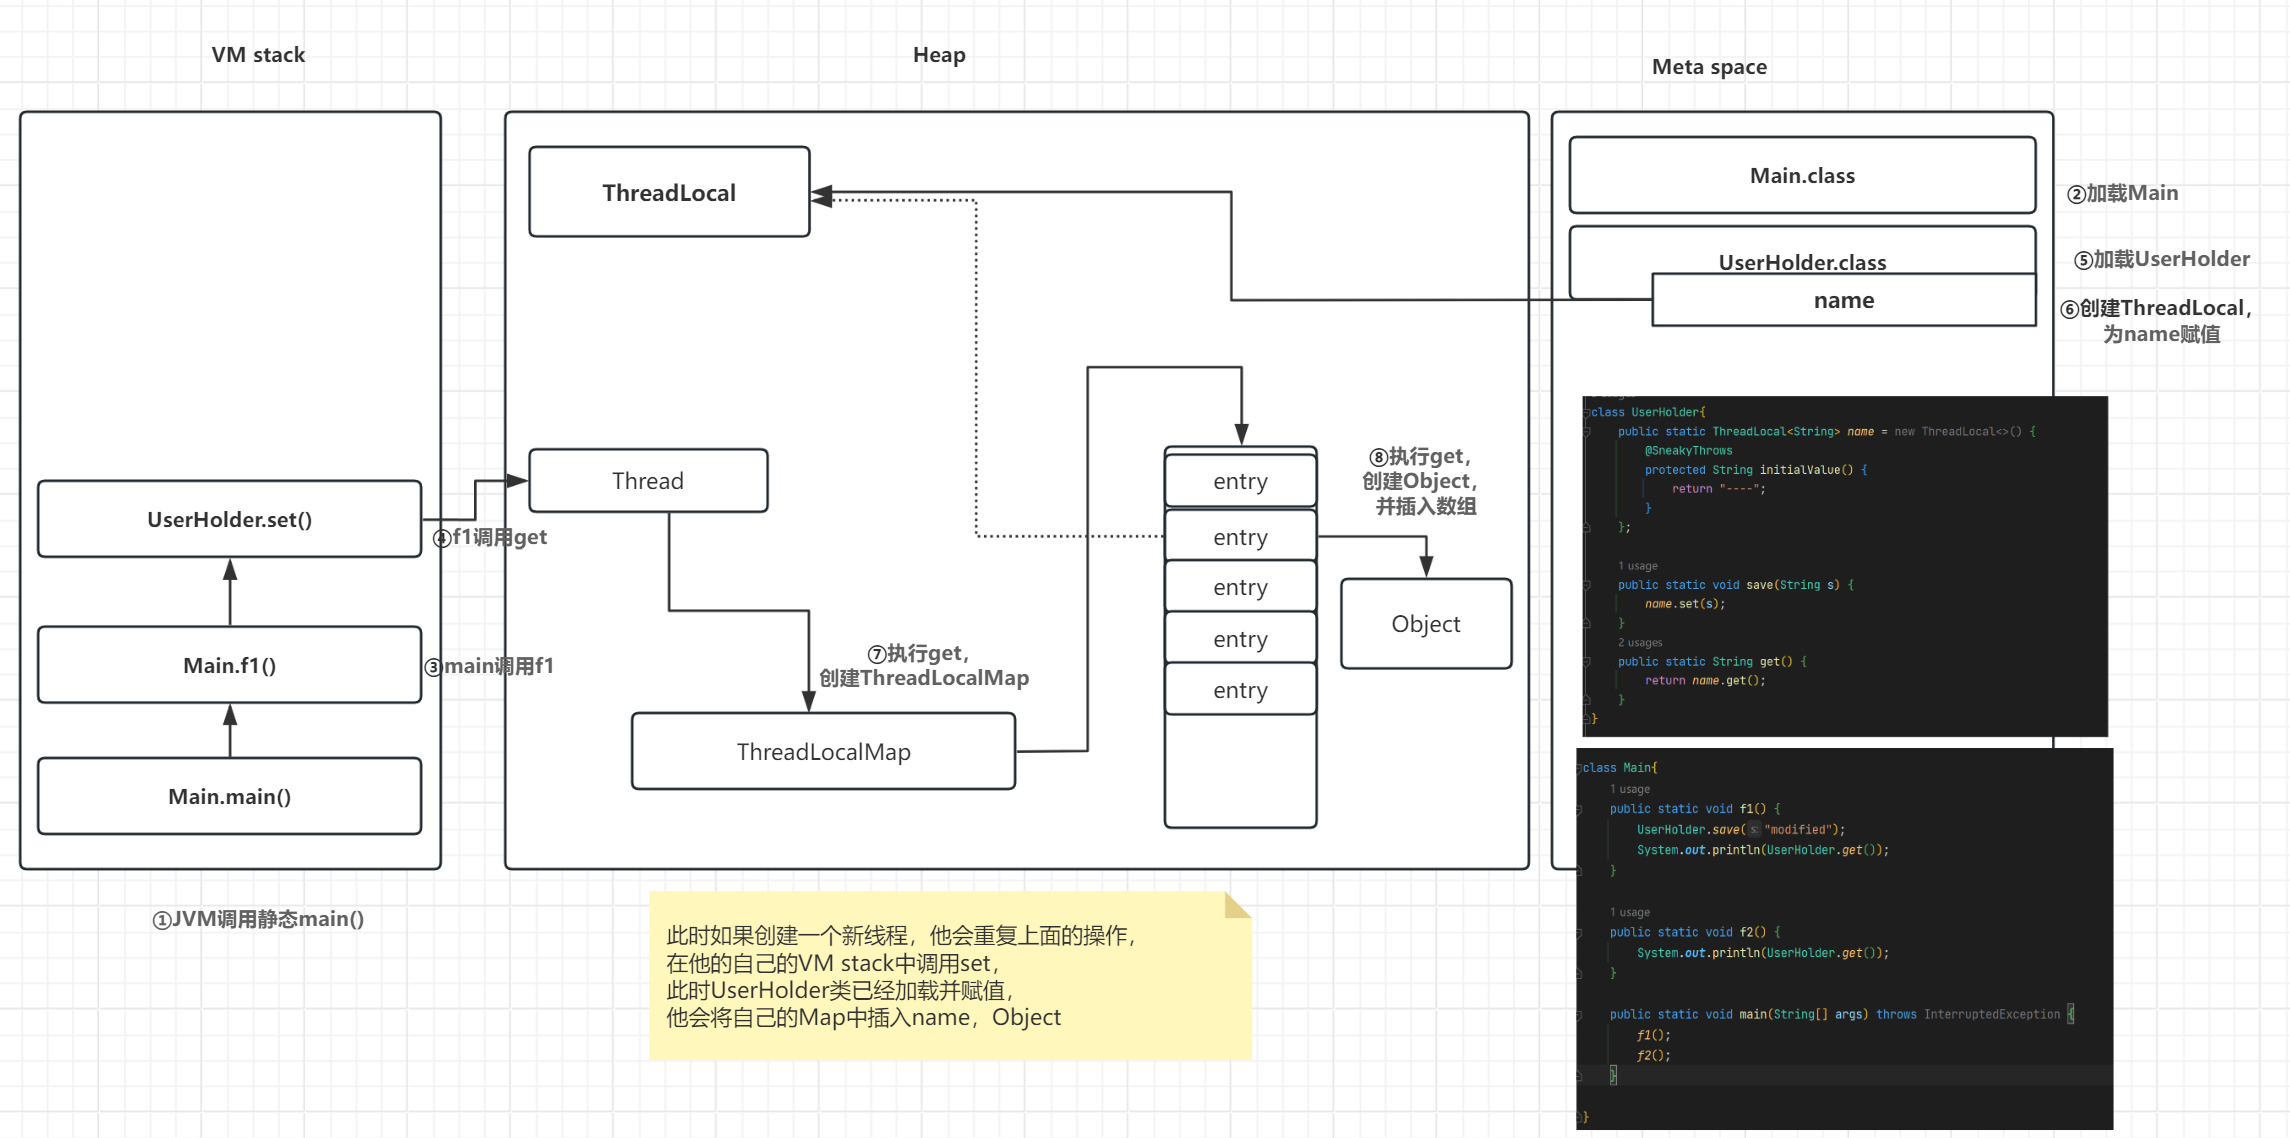 VM stack
Heap
Meta space
ThreadLocal
Main.class
②加载Main
UserHolder.class
⑤加载UserHolder
name
⑥创建ThreadLocal，
为name赋值
Thread
UserHolder.set()
④f1调用get
entry
entry
entry
entry
entry
⑧执行get，
创建Object，
并插入数组
Object
Main.f1()
③main调用f1
⑦执行get，
创建ThreadLocalMap
ThreadLocalMap
Main.main()
①JVM调用静态main()
此时如果创建一个新线程，他会重复上面的操作，
在他的自己的VM stack中调用set，
此时UserHolder类已经加载并赋值，
他会将自己的Map中插入name，Object
class UserHolder{
public static ThreadLocal<String> name = new ThreadLocal<>() {
@SneakyThrows
protected String initialValue() {
return "----";
}
};
1 usage
public static void save(String s) {
name.set(s);
}
2 usages
public static String get() {
return name.get();
}
}
class Main{
1 usage
public static void f1() {
UserHolder.save( s: "modified");
System.out.println(UserHolder.get());
}
1 usage
public static void f2() {
System.out.println(UserHolder.get());
}
public static void main(String[] args) throws InterruptedException {
f1();
f2();
}
}